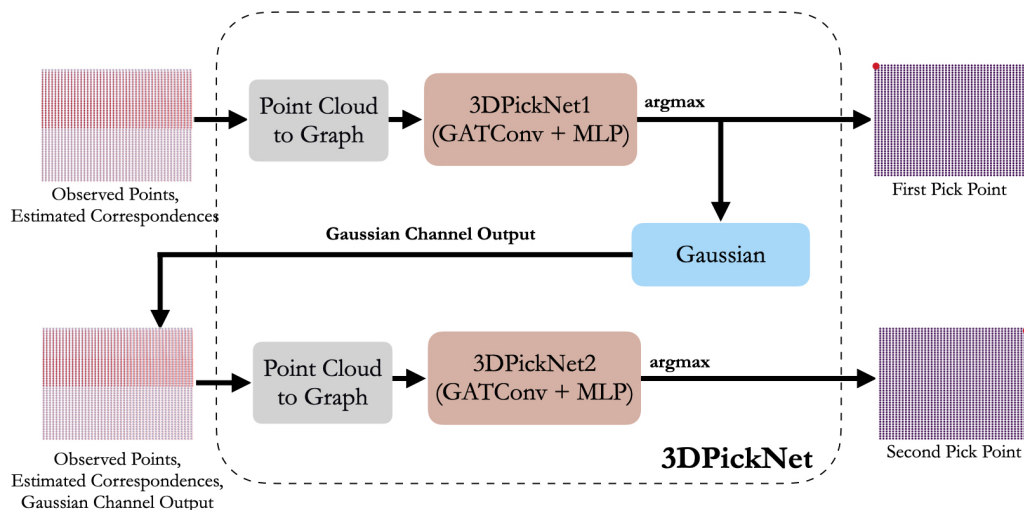 Point Cloud
to Graph
3DPickNet1
(GATConv + MLP)
argmax
Observed Points,
Estimated Correspondences
First Pick Point
Gaussian Channel Output
Gaussian
Point Cloud
to Graph
3DPickNet2
(GATConv + MLP)
argmax
Observed Points,
Estimated Correspondences,
Gaussian Channel Output
3DPickNet
Second Pick Point